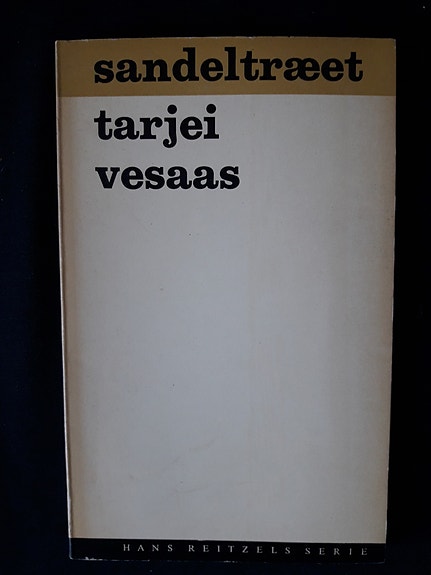 sandeltræet
tarjei
vesaas
HANS REITZELS SERIE